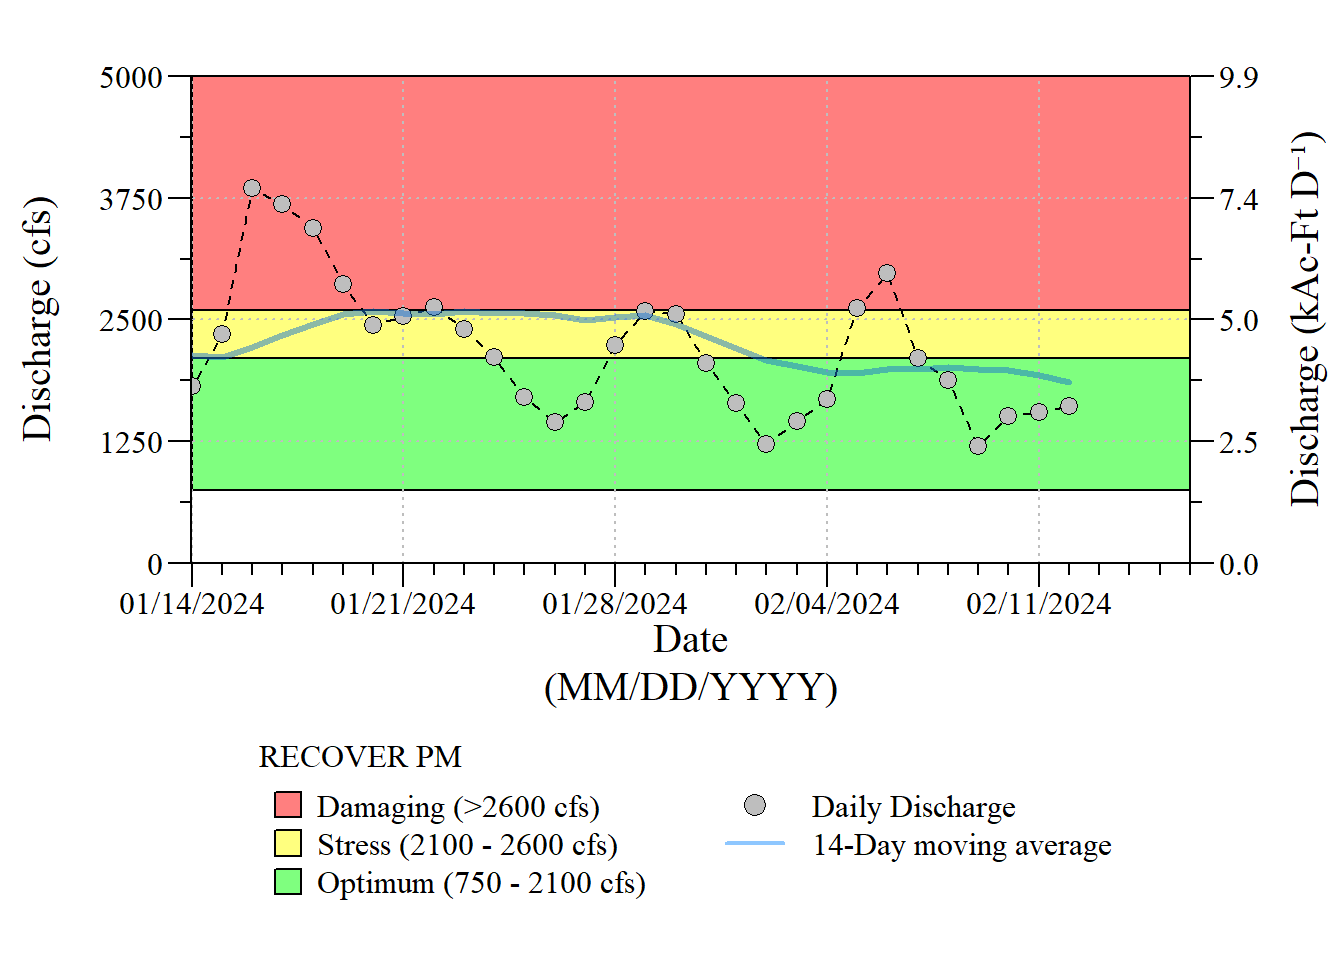 5000
3750
2500
1250
0
Discharge (cfs)
9.9
7.4
5.0
2.5
0.0
Discharge (kAc-Ft D⁻¹)
01/14/2024 01/21/2024 01/28/2024 02/04/2024 02/11/2024
Date
(MM/DD/YYYY)
RECOVER PM
Damaging (>2600 cfs)
Stress (2100 - 2600 cfs)
Optimum (750 - 2100 cfs)
Daily Discharge
14-Day moving average